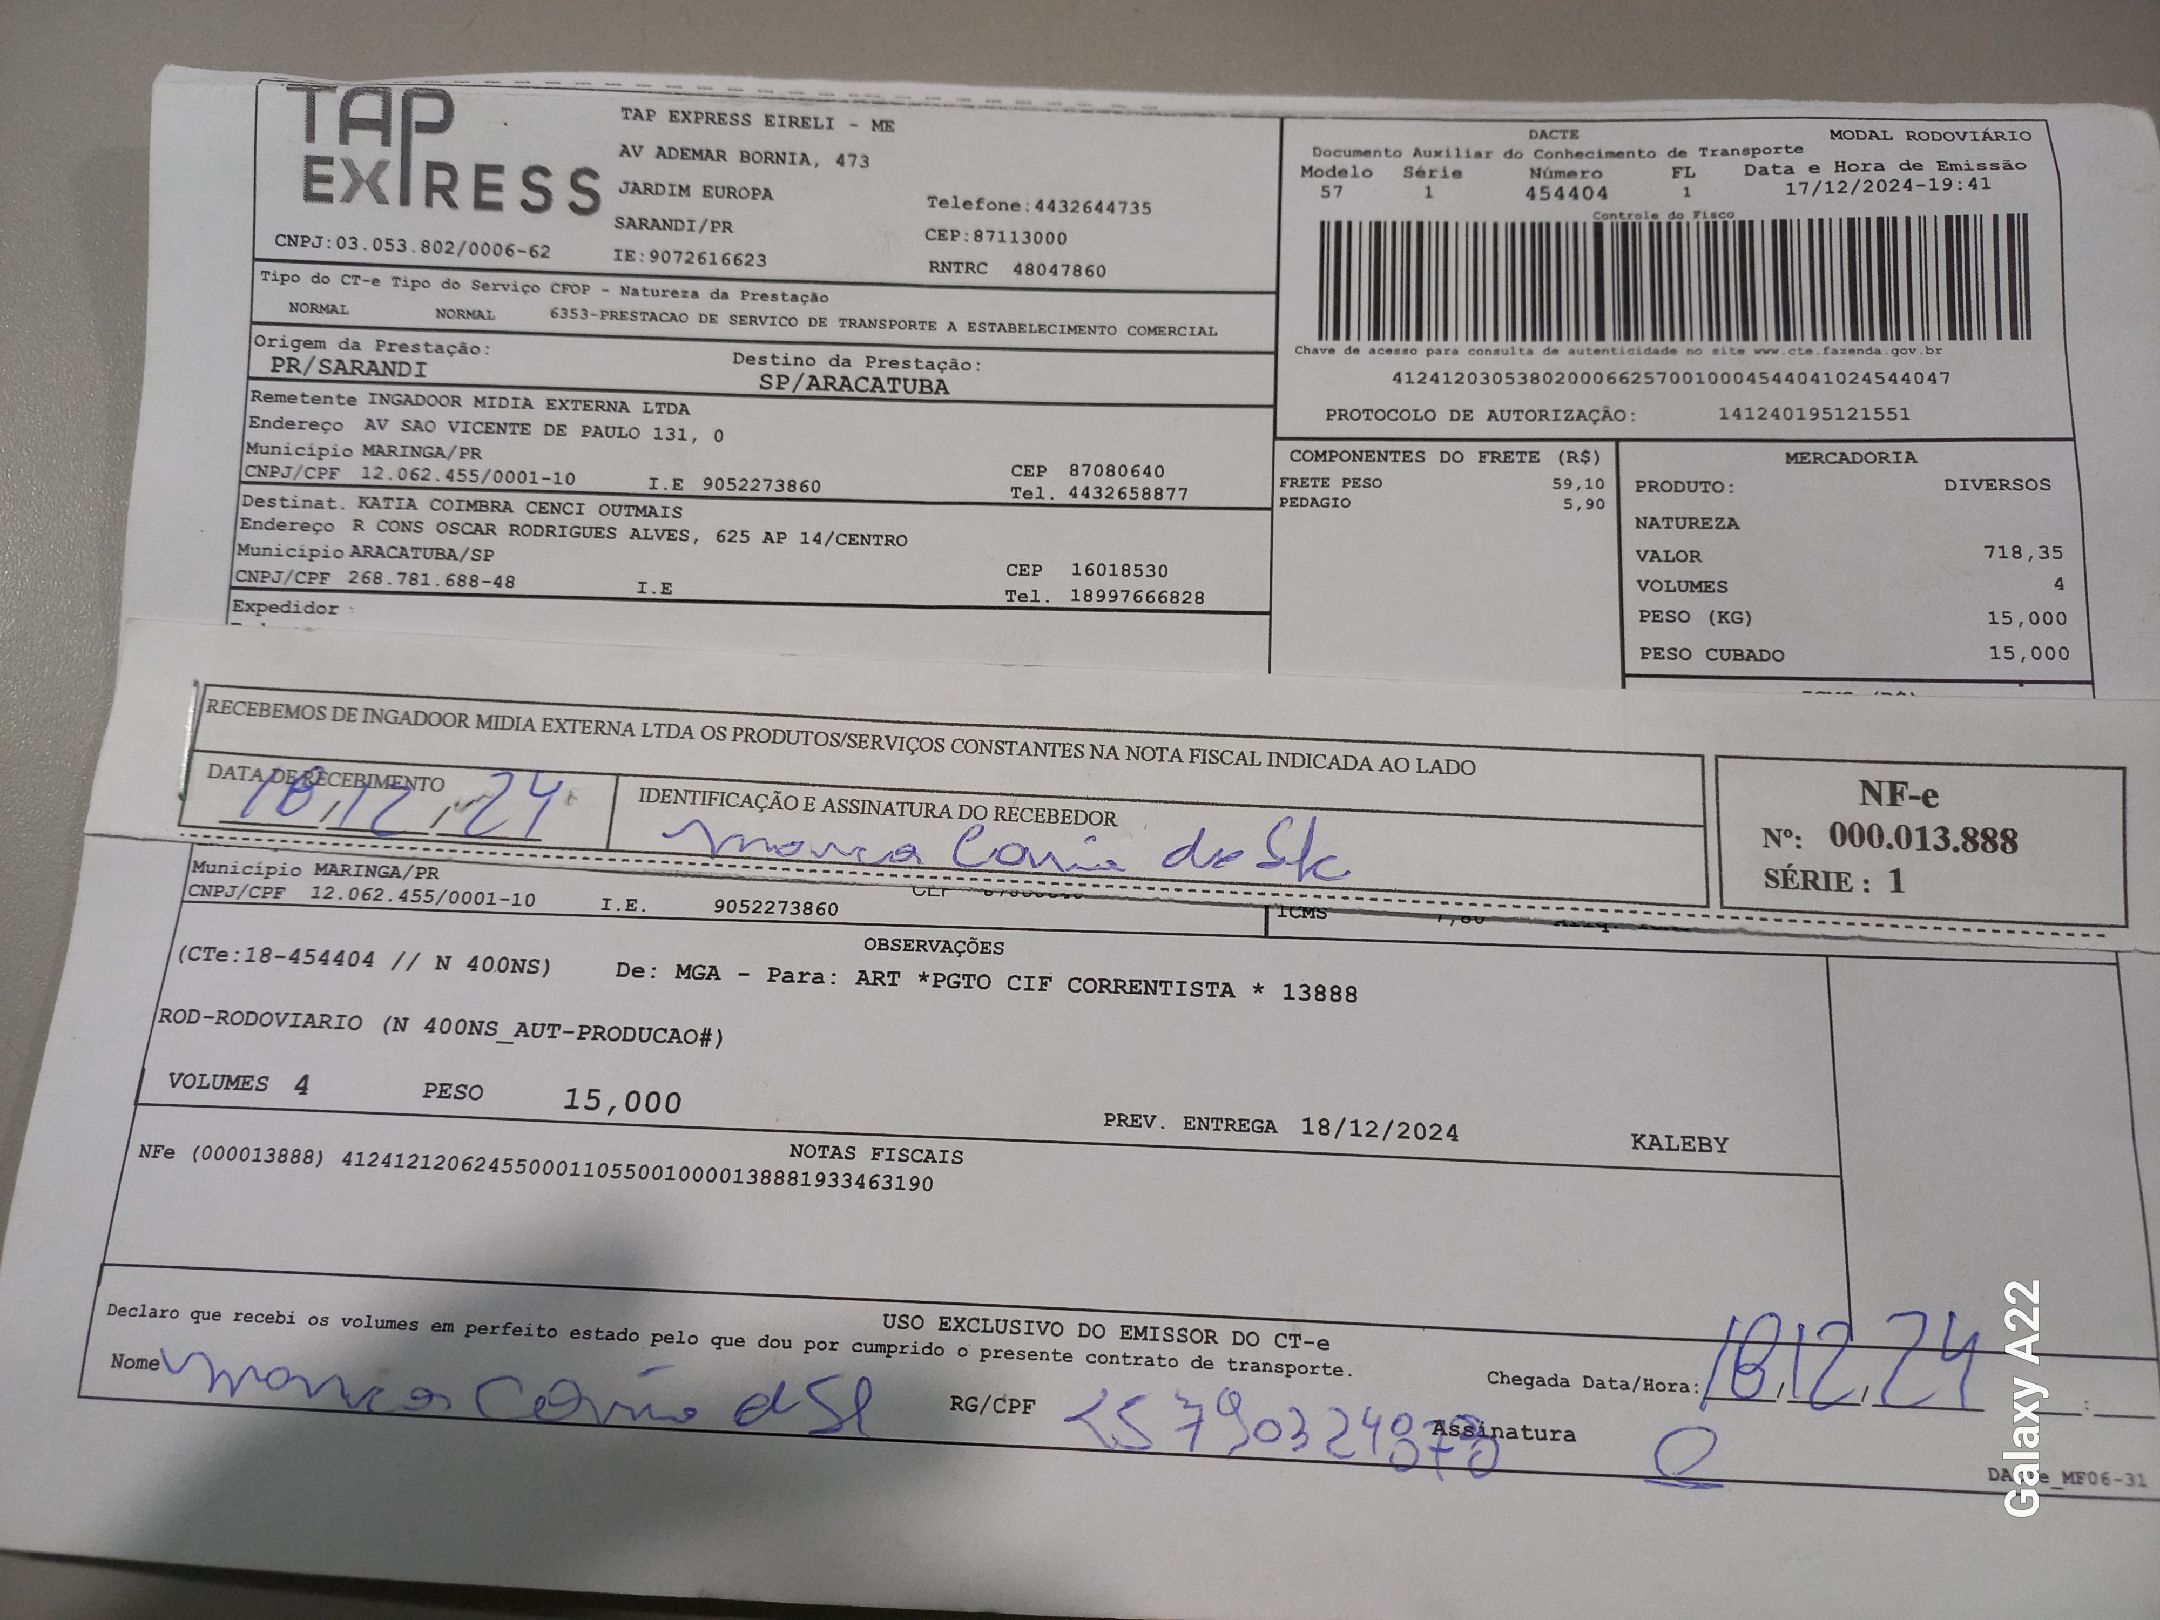 TAP EXPRESS
TAP EXPRESS EIRELI - ME
AV ADEMAR BORNIA, 473
JARDIM EUROPA
Telefone:4432644735
SARANDI/PR
CEP:87113000
CNPJ:03.053.802/0006-62
IE:9072616623
RNTRC 48047860
DACTE
MODAL RODOVIÁRIO
Documento Auxiliar do Conhecimento de Transporte
Modelo Série Número FL Data e Hora de Emissão
57 1 454404 1 17/12/2024-19:41
Controle do Fisco
Chave de acesso para consulta de autenticidade no site www.cte.fazenda.gov.br
41241203053802000662570010004544041024544047
PROTOCOLO DE AUTORIZAÇÃO: 141240195121551
Tipo do CT-e Tipo do Serviço CFOP - Natureza da Prestação
NORMAL NORMAL 6353-PRESTACAO DE SERVICO DE TRANSPORTE A ESTABELECIMENTO COMERCIAL
Origem da Prestação: Destino da Prestação:
PR/SARANDI SP/ARACATUBA
Remetente INGADOOR MIDIA EXTERNA LTDA
Endereço AV SAO VICENTE DE PAULO 131, 0
Município MARINGA/PR CEP 87080640
CNPJ/CPF 12.062.455/0001-10 I.E 9052273860 Tel. 4432658877
Destinat. KATIA COIMBRA CENCI OUTMAIS
Endereço R CONS OSCAR RODRIGUES ALVES, 625 AP 14/CENTRO
Município ARACATUBA/SP CEP 16018530
CNPJ/CPF 268.781.688-48 I.E Tel. 18997666828
Expedidor :
COMPONENTES DO FRETE (R$)
FRETE PESO 59,10
PEDAGIO 5,90
MERCADORIA
PRODUTO: DIVERSOS
NATUREZA
VALOR 718,35
VOLUMES 4
PESO (KG) 15,000
PESO CUBADO 15,000
RECEBEMOS DE INGADOOR MIDIA EXTERNA LTDA OS PRODUTOS/SERVIÇOS CONSTANTES NA NOTA FISCAL INDICADA AO LADO
DATA DE RECEBIMENTO
18,12,24
IDENTIFICAÇÃO E ASSINATURA DO RECEBEDOR
NF-e
Nº: 000.013.888
SÉRIE : 1
Município MARINGA/PR
CNPJ/CPF 12.062.455/0001-10 I.E. 9052273860
ICMS
OBSERVAÇÕES
(CTe:18-454404 // N 400NS) De: MGA - Para: ART *PGTO CIF CORRENTISTA * 13888
ROD-RODOVIARIO (N 400NS_AUT-PRODUCAO#)
VOLUMES 4 PESO 15,000
PREV. ENTREGA 18/12/2024 KALEBY
NOTAS FISCAIS
NFe (000013888) 41241212062455000110550010000138881933463190
USO EXCLUSIVO DO EMISSOR DO CT-e
Declaro que recebi os volumes em perfeito estado pelo que dou por cumprido o presente contrato de transporte.
Chegada Data/Hora: 18,12,24 :
Nome
RG/CPF
Assinatura
MF06-31
Galaxy A22